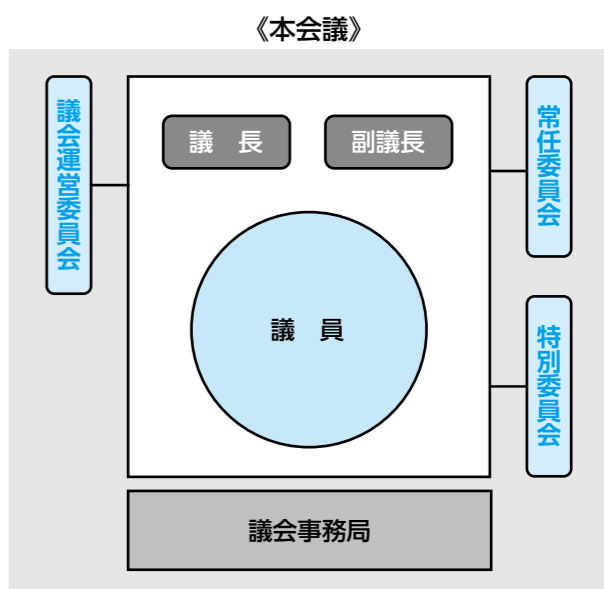 《本会議》
議会運営委員会
議　長
副議長
常任委員会
議　員
特別委員会
議会事務局